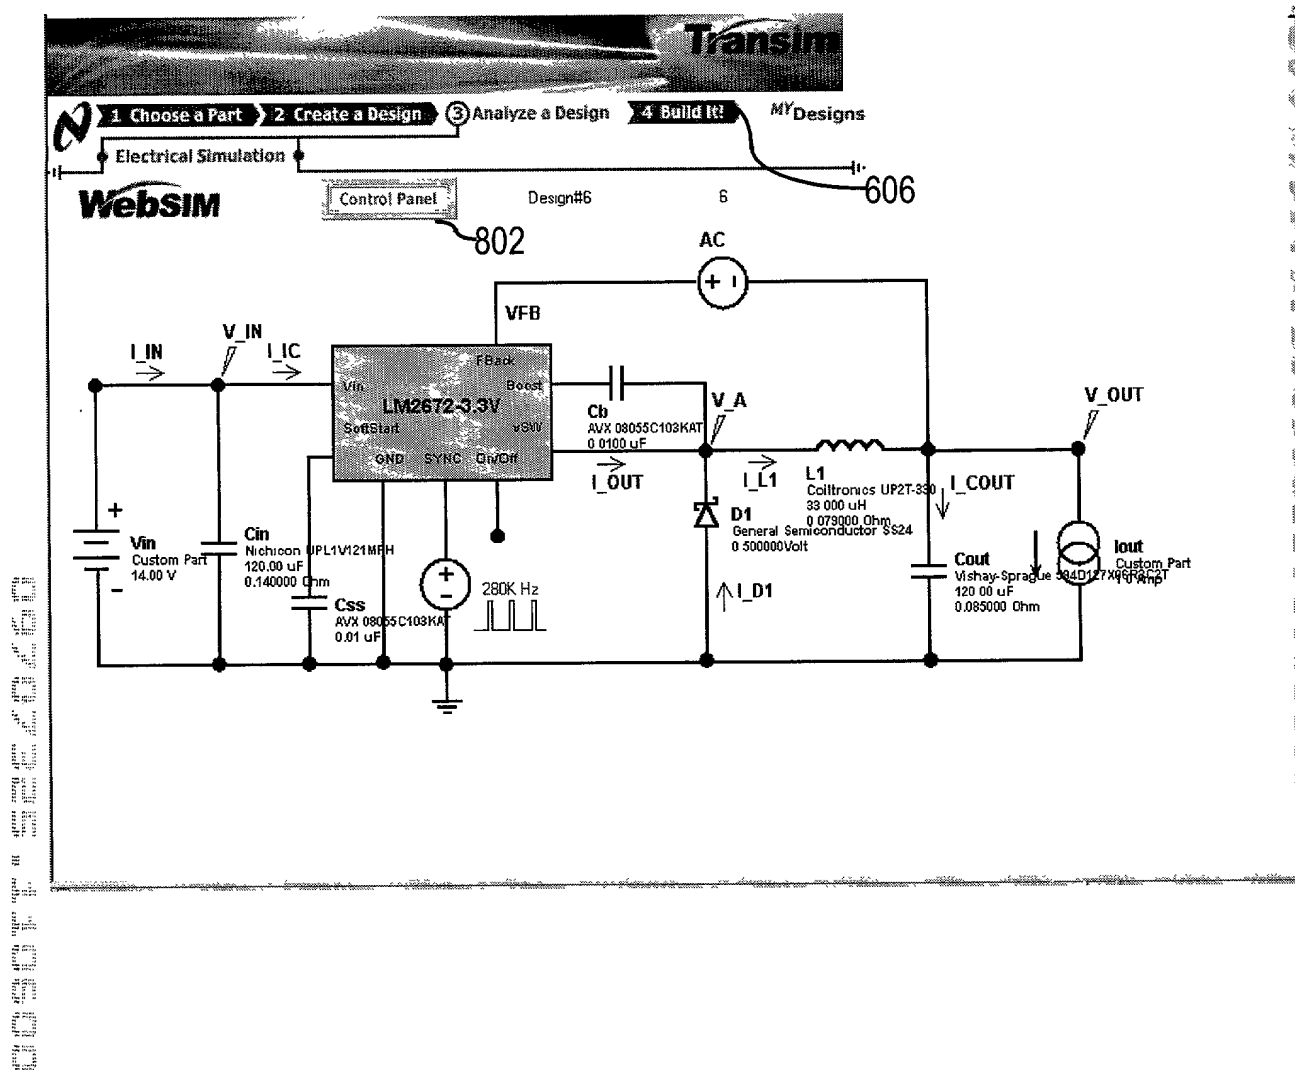 Transim
1 Choose a Part 2 Create a Design 3 Analyze a Design 4 Build It! MY Designs
Electrical Simulation
WebSIM
Control Panel
Design#6
6
606
802
AC
+ -
VFB
I_IN
V_IN
I_IC
FBack
Vin
Boost
LM2672-3.3V
SoftStart
vSW
GND
SYNC
On/Off
Cb
AVX 08055C103KAT
0.0100 uF
V_A
V_OUT
I_OUT
I_L1
L1
Coiltronics UP2T-330
33.000 uH
0.079000 Ohm
I_COUT
D1
General Semiconductor SS24
0.500000Volt
I_D1
+
Vin
Custom Part
14.00 V
-
Cin
Nichicon UPL1V121MPH
120.00 uF
0.140000 Ohm
Css
AVX 08055C103KAT
0.01 uF
+
-
280K Hz
Cout
Vishay-Sprague
120.00 uF
0.085000 Ohm
Iout
Custom Part
Amp